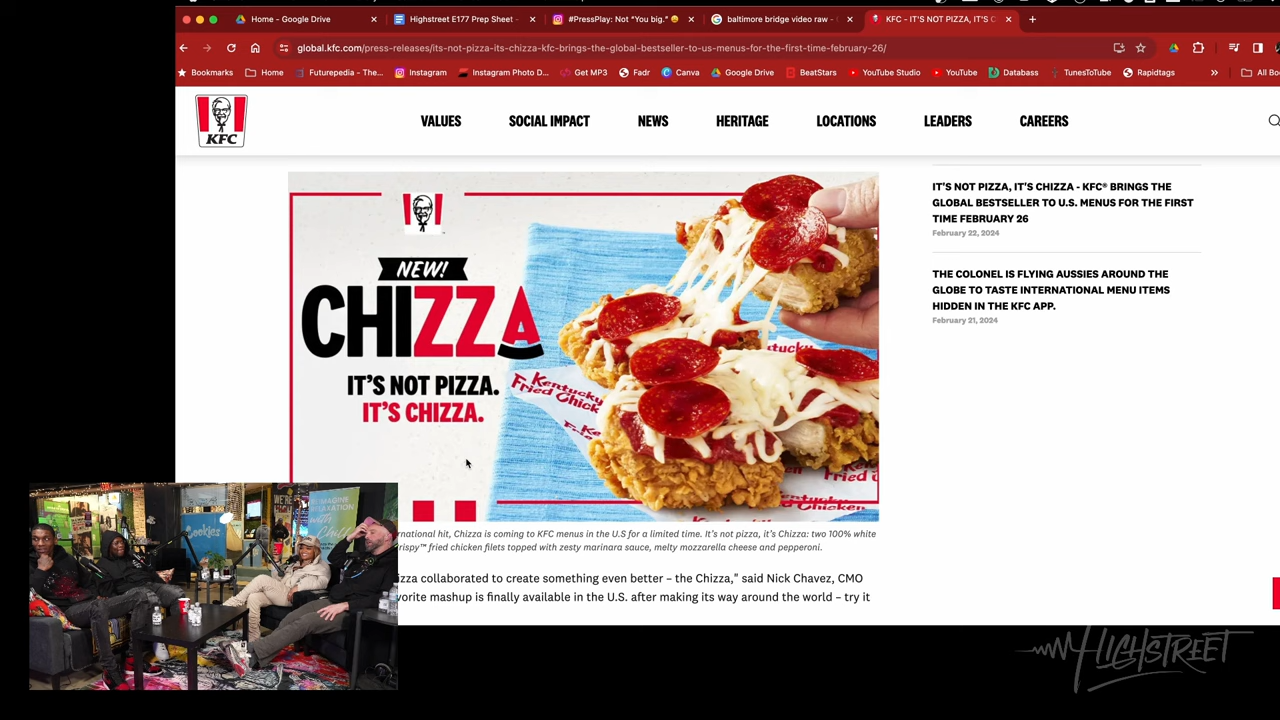 Home - Google Drive
Highstreet E177 Prep Sheet -
#PressPlay: Not "You big."
baltimore bridge video raw -
KFC - IT'S NOT PIZZA, IT'S C
global.kfc.com/press-releases/its-not-pizza-its-chizza-kfc-brings-the-global-bestseller-to-us-menus-for-the-first-time-february-26/
Bookmarks
Home
Futurepedia - The...
Instagram
Instagram Photo D...
Get MP3
Fadr
Canva
Google Drive
BeatStars
YouTube Studio
YouTube
Databass
TunesToTube
Rapidtags
All Bo
KFC
VALUES
SOCIAL IMPACT
NEWS
HERITAGE
LOCATIONS
LEADERS
CAREERS
NEW!
CHIZZA
IT'S NOT PIZZA.
IT'S CHIZZA.
Kentucky
Fried Chick
IT'S NOT PIZZA, IT'S CHIZZA - KFC® BRINGS THE
GLOBAL BESTSELLER TO U.S. MENUS FOR THE FIRST
TIME FEBRUARY 26
February 22, 2024
THE COLONEL IS FLYING AUSSIES AROUND THE
GLOBE TO TASTE INTERNATIONAL MENU ITEMS
HIDDEN IN THE KFC APP.
February 21, 2024
rnational hit, Chizza is coming to KFC menus in the U.S for a limited time. It's not pizza, it's Chizza: two 100% white
rispy™ fried chicken filets topped with zesty marinara sauce, melty mozzarella cheese and pepperoni.
izza collaborated to create something even better – the Chizza," said Nick Chavez, CMO
vorite mashup is finally available in the U.S. after making its way around the world – try it
Cookies
HIGHSTREET